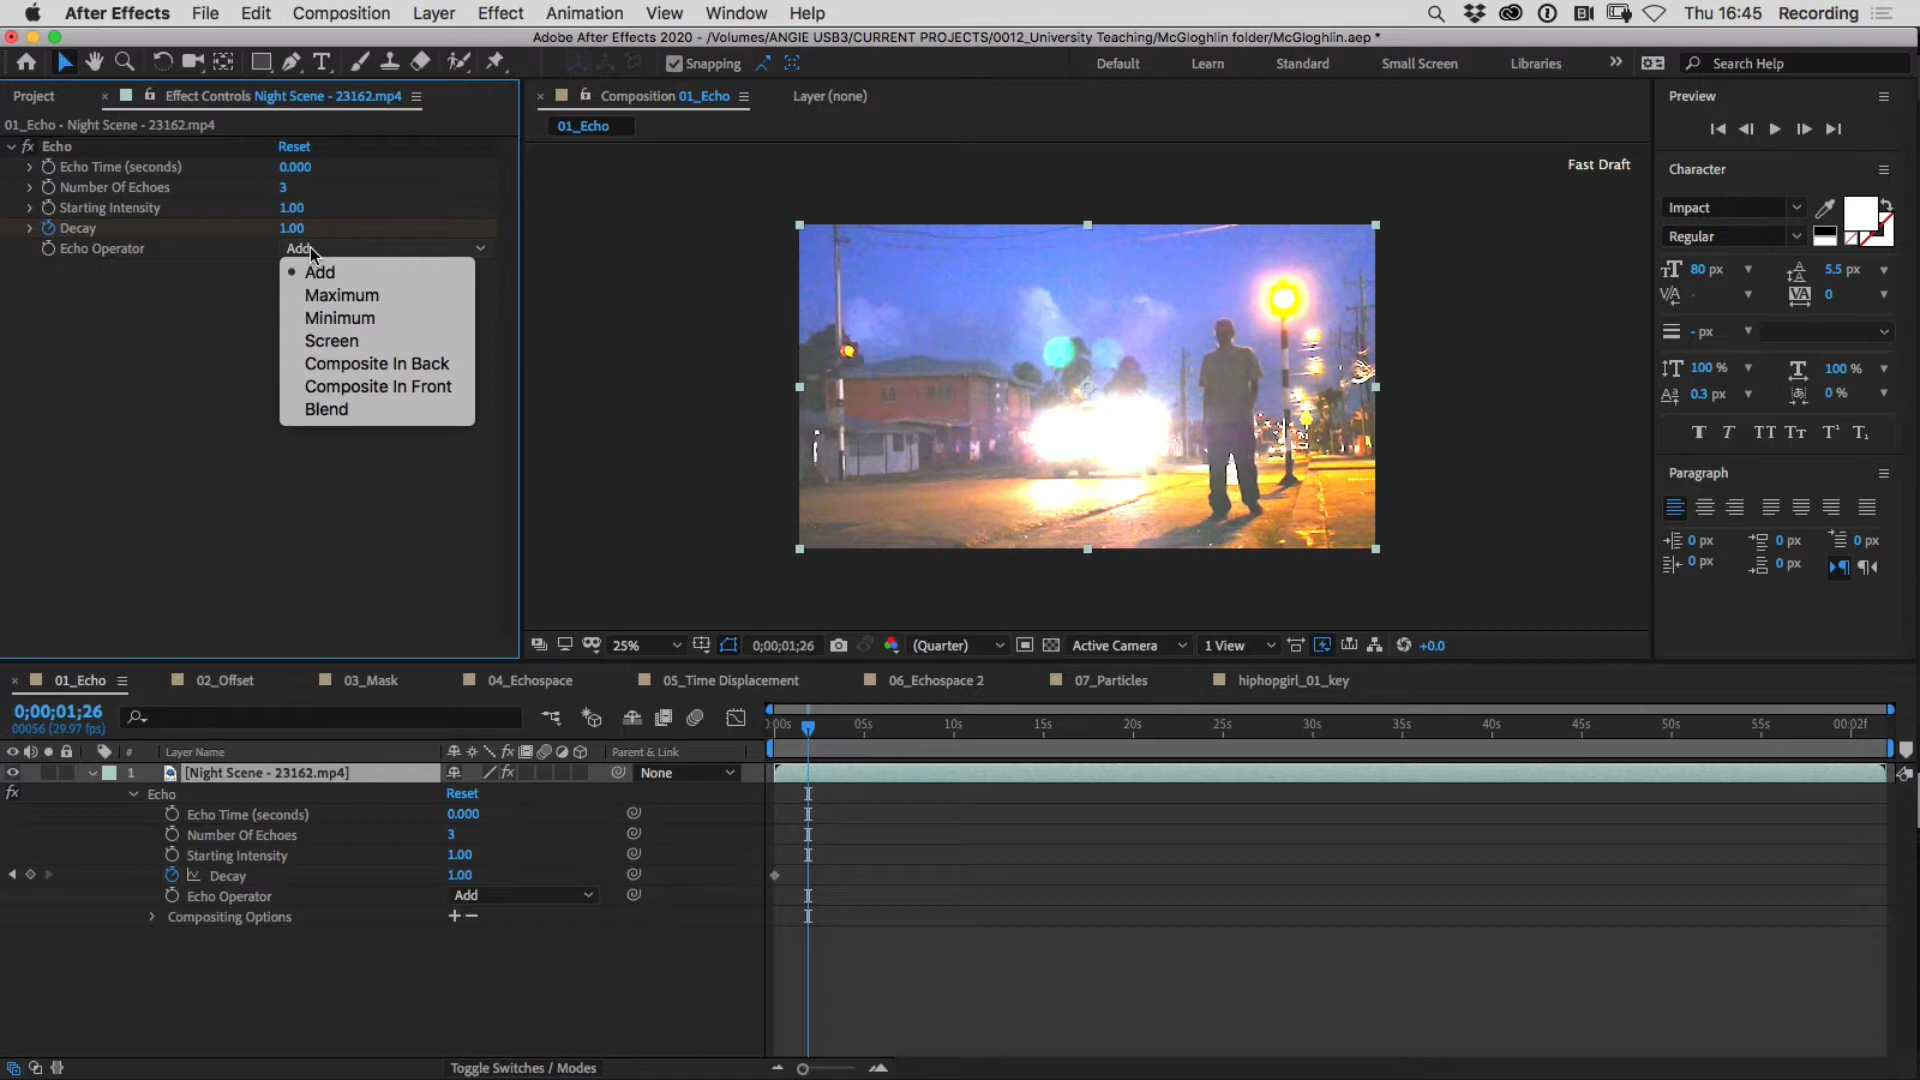 After Effects File Edit Composition Layer Effect Animation View Window Help Thu 16:45 Recording
Adobe After Effects 2020 - /Volumes/ANGIE USB3/CURRENT PROJECTS/0012_University Teaching/McGloghlin folder/McGloghlin.aep *
Snapping Default Learn Standard Small Screen Libraries Search Help
Project Effect Controls Night Scene - 23162.mp4 Composition 01_Echo Layer (none) Preview
01_Echo • Night Scene - 23162.mp4 01_Echo
fx Echo Reset
Echo Time (seconds) 0.000
Number Of Echoes 3
Starting Intensity 1.00
Decay 1.00
Echo Operator Add
Add
Maximum
Minimum
Screen
Composite In Back
Composite In Front
Blend
Fast Draft
Character
Impact
Regular
80 px 5.5 px
- 0
- px
100 % 100 %
0.3 px 0 %
T T TT Tt T¹ T₁
Paragraph
0 px 0 px 0 px
0 px 0 px
25% 0;00;01;26 (Quarter) Active Camera 1 View +0.0
01_Echo 02_Offset 03_Mask 04_Echospace 05_Time Displacement 06_Echospace 2 07_Particles hiphopgirl_01_key
0;00;01;26
00056 (29.97 fps)
:00s 05s 10s 15s 20s 25s 30s 35s 40s 45s 50s 55s 00:02f
# Layer Name fx Parent & Link
1 [Night Scene - 23162.mp4] fx None
fx Echo Reset
Echo Time (seconds) 0.000
Number Of Echoes 3
Starting Intensity 1.00
Decay 1.00
Echo Operator Add
Compositing Options + –
Toggle Switches / Modes